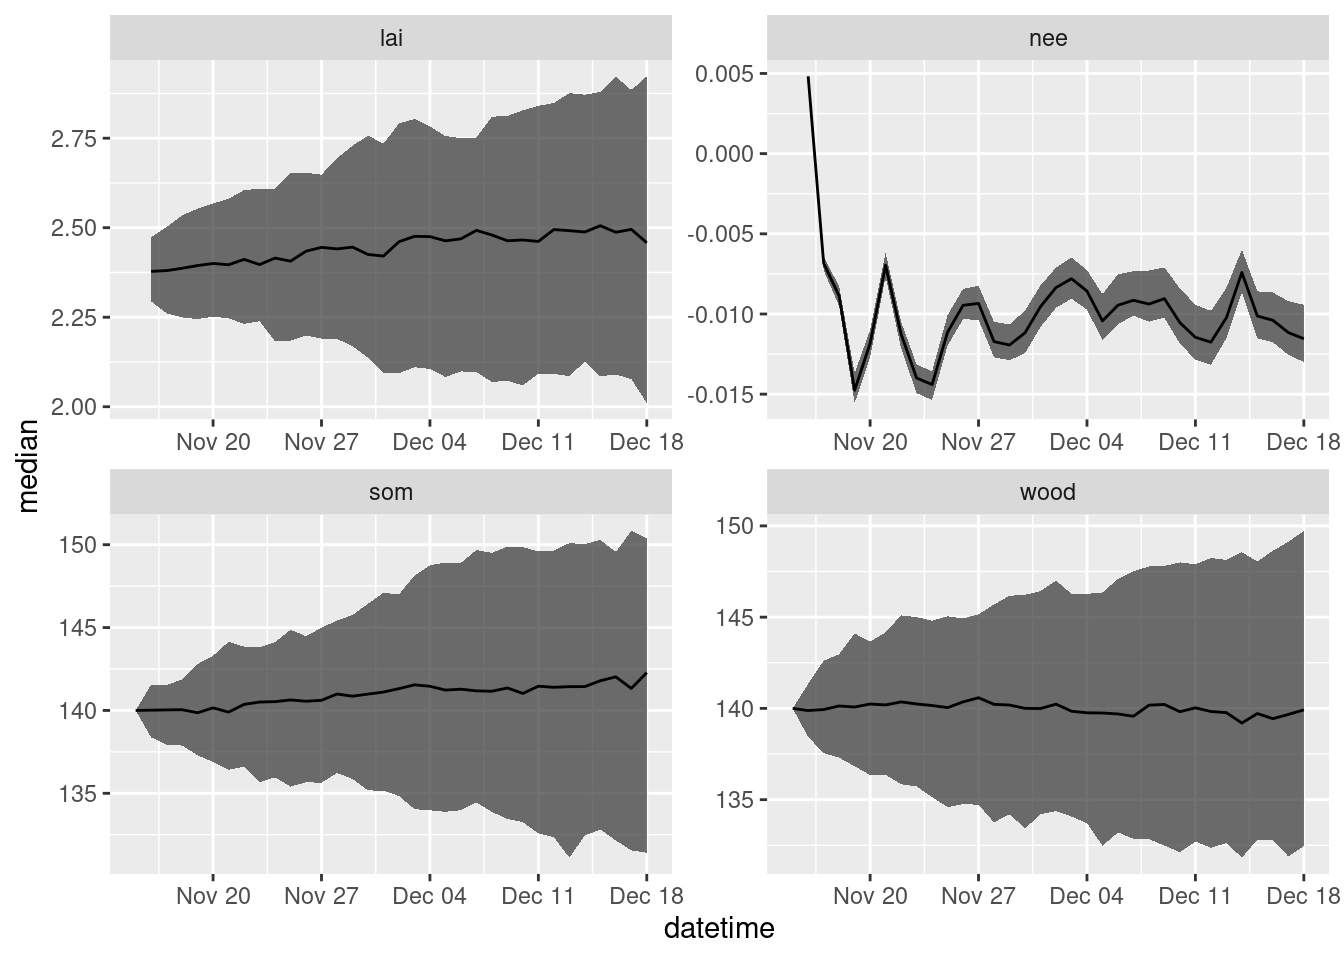 lai
nee
2.75
2.50
2.25
2.00
0.005
0.000
-0.005
-0.010
-0.015
Nov 20 Nov 27 Dec 04 Dec 11 Dec 18
Nov 20 Nov 27 Dec 04 Dec 11 Dec 18
median
som
wood
150
145
140
135
150
145
140
135
Nov 20 Nov 27 Dec 04 Dec 11 Dec 18
Nov 20 Nov 27 Dec 04 Dec 11 Dec 18
datetime